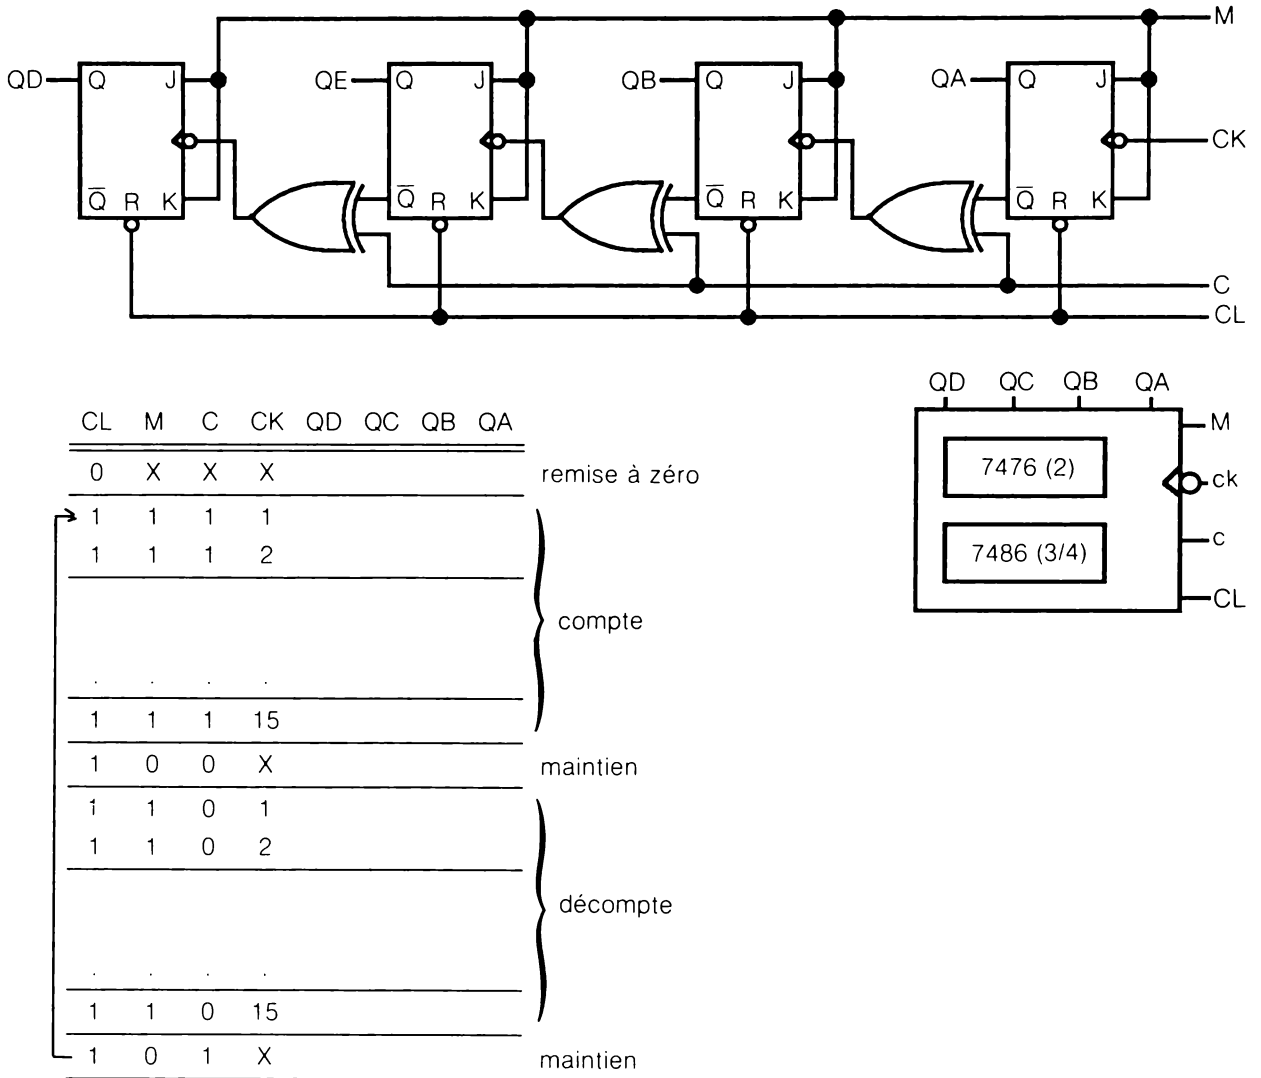 M
QD Q J QE Q J QB Q J QA Q J
CK
Q R K Q R K Q R K Q R K
C
CL
QD QC QB QA
M
7476 (2)
ck
7486 (3/4)
c
CL
CL M C CK QD QC QB QA
0 X X X remise à zéro
1 1 1 1
1 1 1 2
compte
. . . .
1 1 1 15
1 0 0 X maintien
1 1 0 1
1 1 0 2
décompte
. . . .
1 1 0 15
1 0 1 X maintien